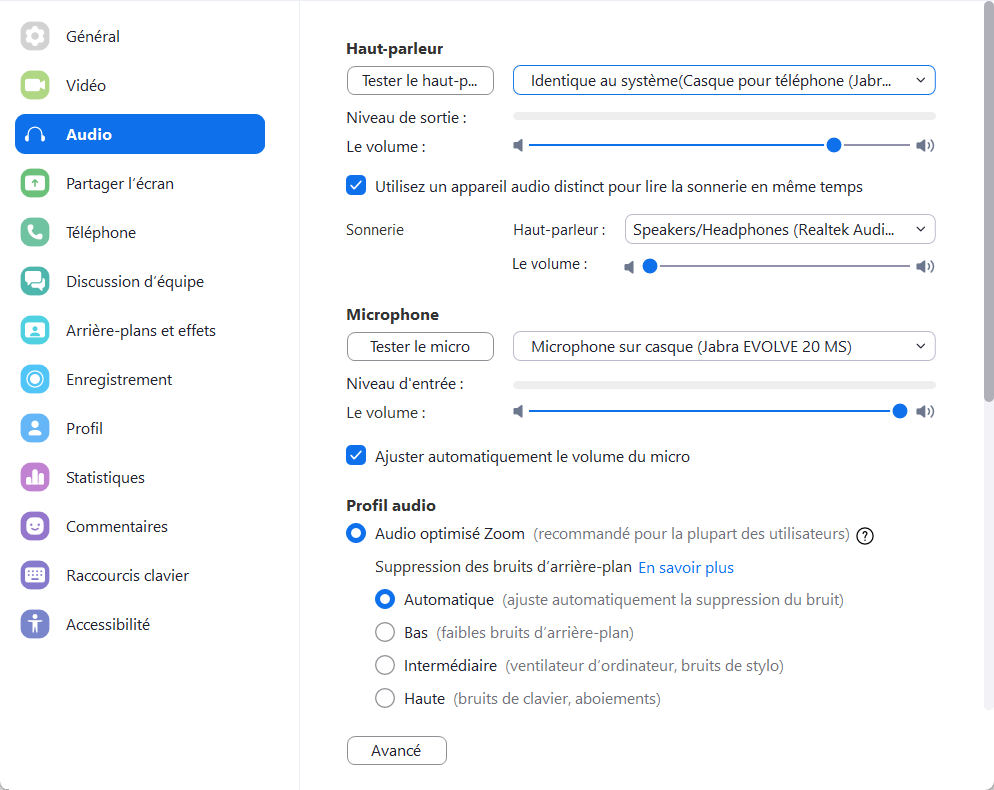 Général
Vidéo
Audio
Partager l’écran
Téléphone
Discussion d’équipe
Arrière-plans et effets
Enregistrement
Profil
Statistiques
Commentaires
Raccourcis clavier
Accessibilité
Haut-parleur
Tester le haut-p... Identique au système(Casque pour téléphone (Jabr...
Niveau de sortie :
Le volume :
Utilisez un appareil audio distinct pour lire la sonnerie en même temps
Sonnerie Haut-parleur : Speakers/Headphones (Realtek Audi...
Le volume :
Microphone
Tester le micro Microphone sur casque (Jabra EVOLVE 20 MS)
Niveau d'entrée :
Le volume :
Ajuster automatiquement le volume du micro
Profil audio
Audio optimisé Zoom (recommandé pour la plupart des utilisateurs) ?
Suppression des bruits d’arrière-plan En savoir plus
Automatique (ajuste automatiquement la suppression du bruit)
Bas (faibles bruits d’arrière-plan)
Intermédiaire (ventilateur d’ordinateur, bruits de stylo)
Haute (bruits de clavier, aboiements)
Avancé